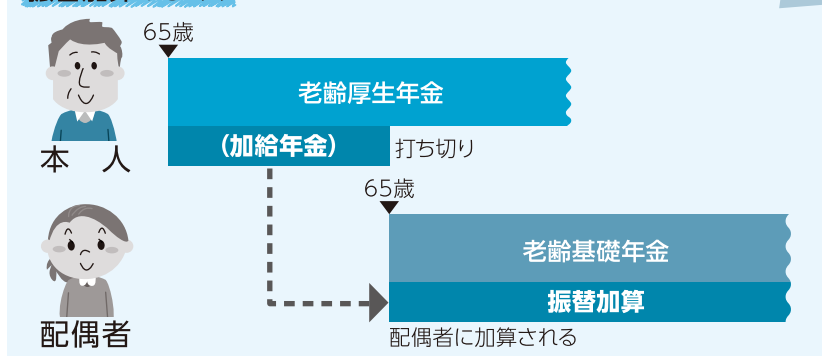 65歳
老齢厚生年金
(加給年金)
打ち切り
本 人
65歳
老齢基礎年金
振替加算
配偶者
配偶者に加算される